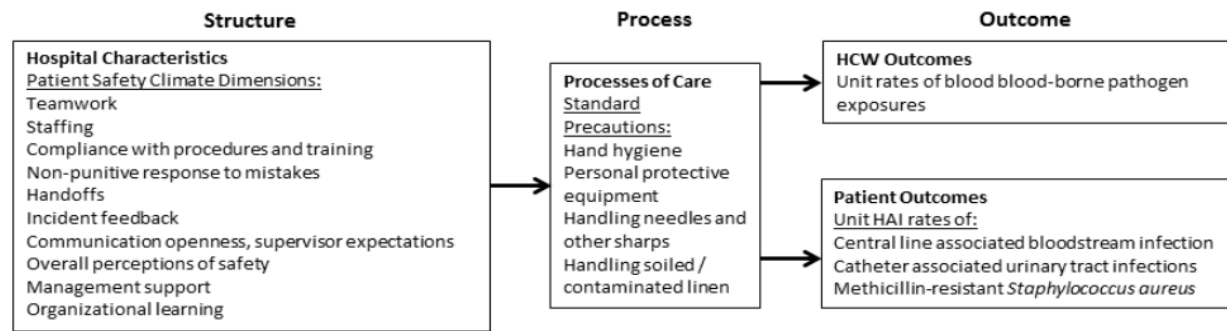 Structure
Hospital Characteristics
Patient Safety Climate Dimensions:
Teamwork
Staffing
Compliance with procedures and training
Non-punitive response to mistakes
Handoffs
Incident feedback
Communication openness, supervisor expectations
Overall perceptions of safety
Management support
Organizational learning
Process
Processes of Care
Standard
Precautions:
Hand hygiene
Personal protective
equipment
Handling needles and
other sharps
Handling soiled /
contaminated linen
Outcome
HCW Outcomes
Unit rates of blood blood-borne pathogen
exposures
Patient Outcomes
Unit HAI rates of:
Central line associated bloodstream infection
Catheter associated urinary tract infections
Methicillin-resistant Staphylococcus aureus